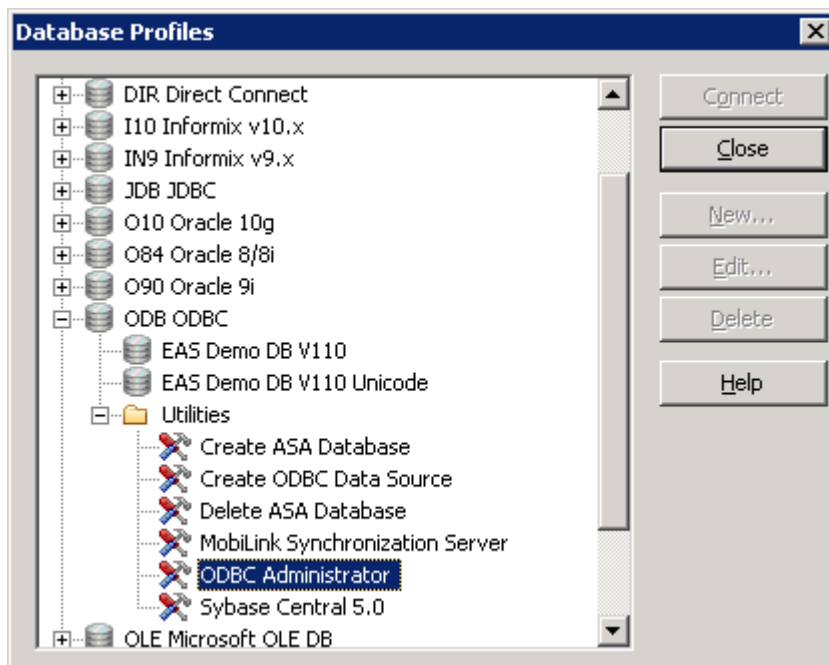 Database Profiles
DIR Direct Connect
I10 Informix v10.x
IN9 Informix v9.x
JDB JDBC
O10 Oracle 10g
O84 Oracle 8/8i
O90 Oracle 9i
ODB ODBC
EAS Demo DB V110
EAS Demo DB V110 Unicode
Utilities
Create ASA Database
Create ODBC Data Source
Delete ASA Database
MobiLink Synchronization Server
ODBC Administrator
Sybase Central 5.0
OLE Microsoft OLE DB
Connect
Close
New...
Edit...
Delete
Help